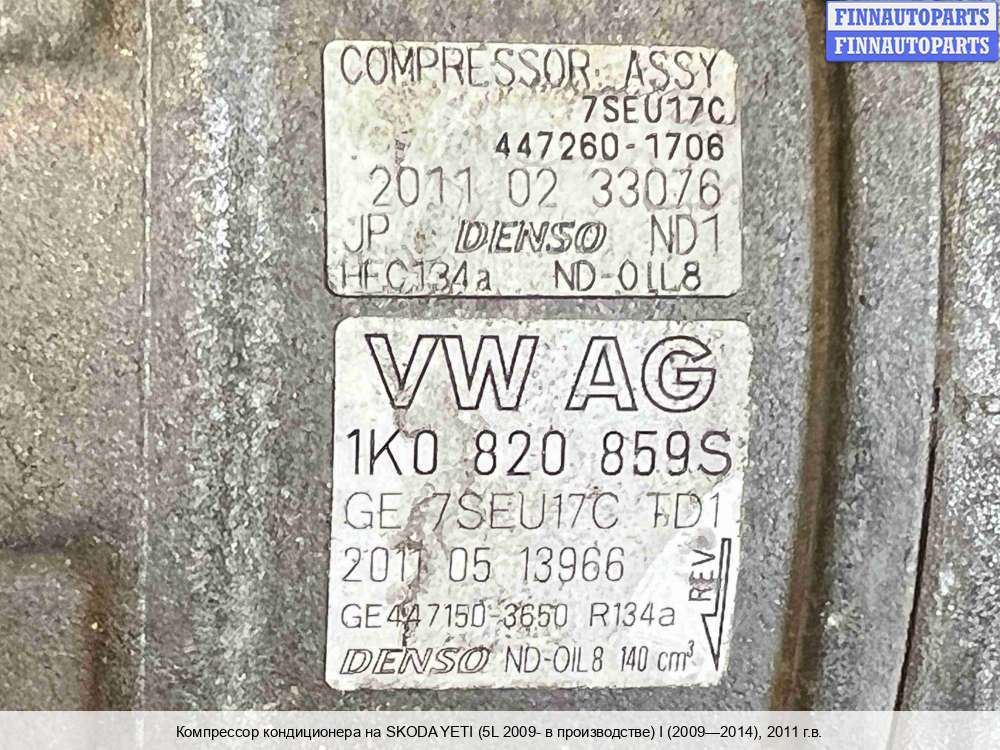 FINNAUTOPARTS
FINNAUTOPARTS
COMPRESSOR ASSY
7SEU17C
447260-1706
2011 02 33076
JP DENSO ND1
HFC134a ND-OIL8
VW AG
1K0 820 859S
GE 7SEU17C TD1
2011 05 13966
REV
GE447150-3650 R134a
DENSO ND-OIL8 140 cm³
Компрессор кондиционера на SKODA YETI (5L 2009- в производстве) I (2009—2014), 2011 г.в.